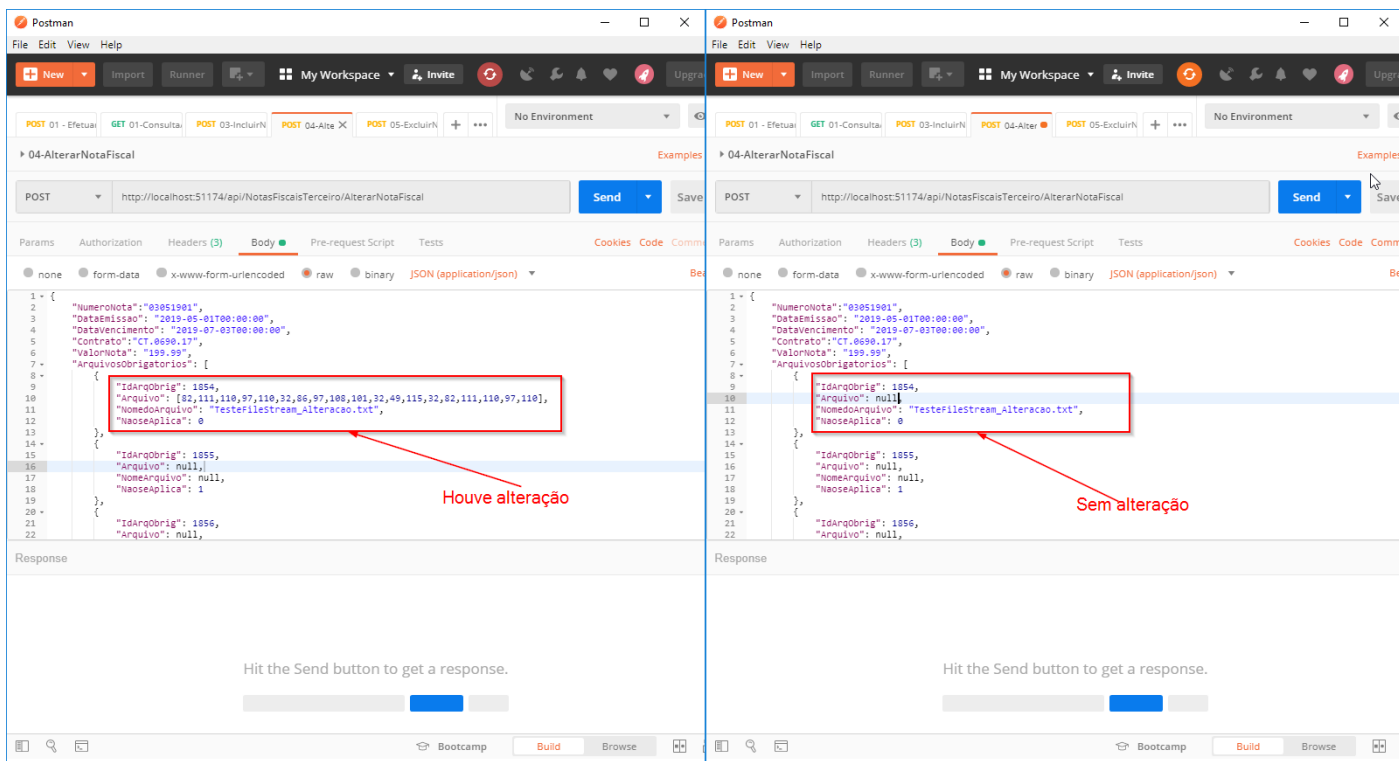 Postman
File Edit View Help
New Import Runner My Workspace Invite Upgra
POST 01 - Efetuar GET 01-Consulta POST 03-IncluirN POST 04-Alte POST 05-ExcluirN + ••• No Environment
04-AlterarNotaFiscal Examples
POST http://localhost:51174/api/NotasFiscaisTerceiro/AlterarNotaFiscal Send Save
Params Authorization Headers (3) Body Pre-request Script Tests Cookies Code Comme
none form-data x-www-form-urlencoded raw binary JSON (application/json) Bea
1 {
2 "NumeroNota":"03051901",
3 "DataEmissao": "2019-05-01T00:00:00",
4 "DataVencimento": "2019-07-03T00:00:00",
5 "Contrato":"CT.0690.17",
6 "ValorNota": "199.99",
7 "ArquivosObrigatorios": [
8 {
9 "IdArqObrig": 1854,
10 "Arquivo": [82,111,110,97,110,32,86,97,108,101,32,49,115,32,82,111,110,97,110],
11 "NomedoArquivo": "TesteFileStream_Alteracao.txt",
12 "NaoseAplica": 0
13 },
14 {
15 "IdArqObrig": 1855,
16 "Arquivo": null,
17 "NomeArquivo": null,
18 "NaoseAplica": 1
19 },
20 {
21 "IdArqObrig": 1856,
22 "Arquivo": null,
Houve alteração
Response
Hit the Send button to get a response.
Bootcamp Build Browse
Postman
File Edit View Help
New Import Runner My Workspace Invite Upgr
POST 01 - Efetuar GET 01-Consulta POST 03-IncluirN POST 04-Alter POST 05-ExcluirN + ••• No Environment
04-AlterarNotaFiscal Examples
POST http://localhost:51174/api/NotasFiscaisTerceiro/AlterarNotaFiscal Send Save
Params Authorization Headers (3) Body Pre-request Script Tests Cookies Code Comm
none form-data x-www-form-urlencoded raw binary JSON (application/json) Be
1 {
2 "NumeroNota":"03051901",
3 "DataEmissao": "2019-05-01T00:00:00",
4 "DataVencimento": "2019-07-03T00:00:00",
5 "Contrato":"CT.0690.17",
6 "ValorNota": "199.99",
7 "ArquivosObrigatorios": [
8 {
9 "IdArqObrig": 1854,
10 "Arquivo": null,
11 "NomedoArquivo": "TesteFileStream_Alteracao.txt",
12 "NaoseAplica": 0
13 },
14 {
15 "IdArqObrig": 1855,
16 "Arquivo": null,
17 "NomeArquivo": null,
18 "NaoseAplica": 1
19 },
20 {
21 "IdArqObrig": 1856,
22 "Arquivo": null,
Sem alteração
Response
Hit the Send button to get a response.
Bootcamp Build Browse